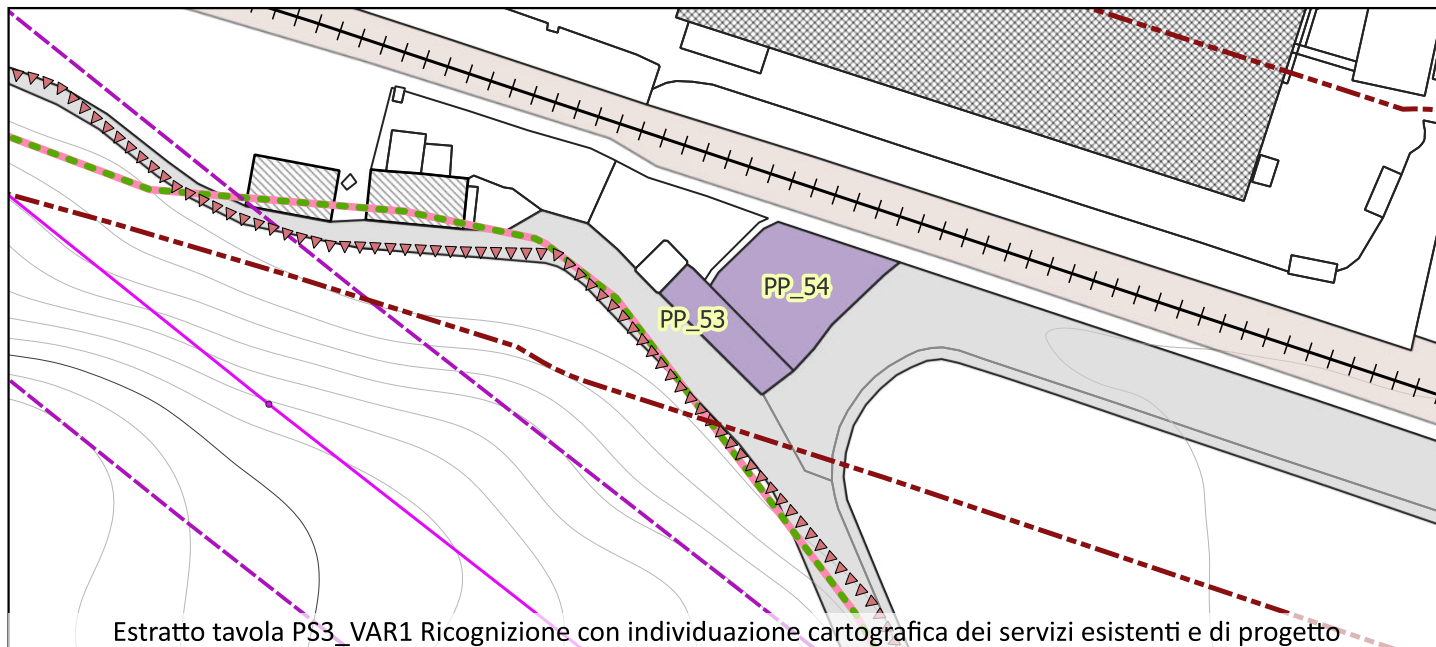 PP_54
PP_53
Estratto tavola PS3_VAR1 Ricognizione con individuazione cartografica dei servizi esistenti e di progetto